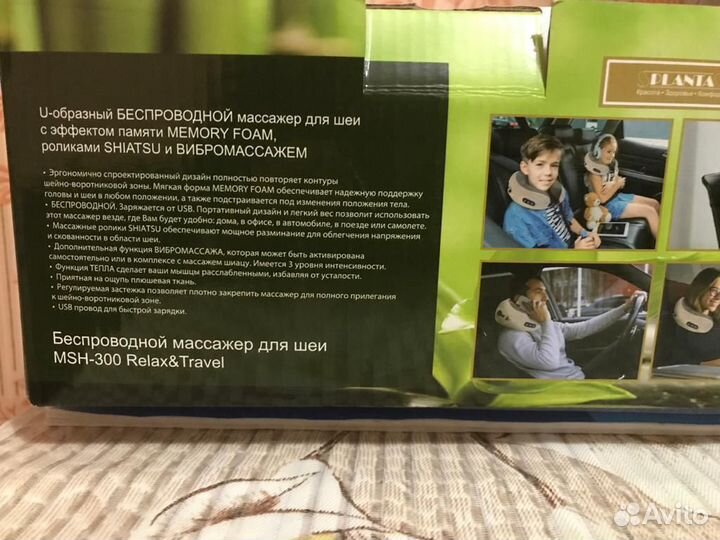 PLANTA
Красота • Здоровье • Комфорт
U-образный БЕСПРОВОДНОЙ массажер для шеи
с эффектом памяти MEMORY FOAM,
роликами SHIATSU и ВИБРОМАССАЖЕМ
• Эргономично спроектированный дизайн полностью повторяет контуры
шейно-воротниковой зоны. Мягкая форма MEMORY FOAM обеспечивает надежную поддержку
головы и шеи в любом положении, а также подстраивается под изменения положения тела.
• БЕСПРОВОДНОЙ. Заряжается от USB. Портативный дизайн и легкий вес позволит использовать
этот массажер везде, где Вам будет удобно: дома, в офисе, в автомобиле, в поезде или самолете.
• Массажные ролики SHIATSU обеспечивают мощное разминание для облегчения напряжения
и скованности в области шеи.
• Дополнительная функция ВИБРОМАССАЖА, которая может быть активирована
самостоятельно или в комплексе с массажем шиацу. Имеется 3 уровня интенсивности.
• Функция ТЕПЛА сделает ваши мышцы расслабленными, избавляя от усталости.
• Приятная на ощупь плюшевая ткань.
• Регулируемая застежка позволяет плотно закрепить массажер для полного прилегания
к шейно-воротниковой зоне.
• USB провод для быстрой зарядки.
Беспроводной массажер для шеи
MSH-300 Relax&Travel
Avito